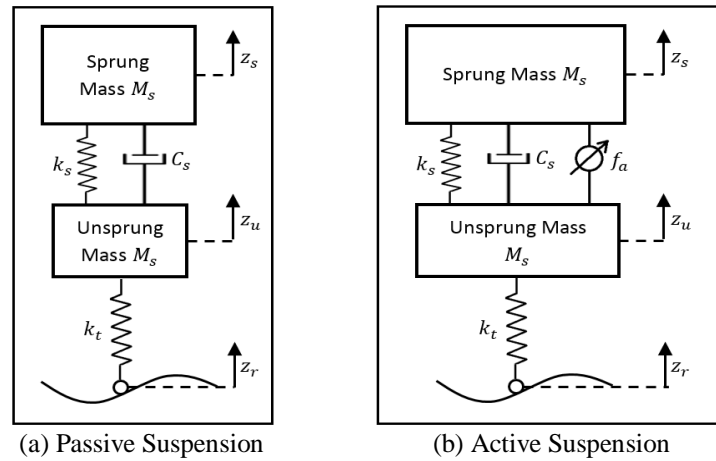 Sprung
Mass M_s
z_s
k_s
C_s
Unsprung
Mass M_s
z_u
k_t
z_r
(a) Passive Suspension
Sprung Mass M_s
z_s
k_s
C_s
f_a
Unsprung Mass
M_s
z_u
k_t
z_r
(b) Active Suspension